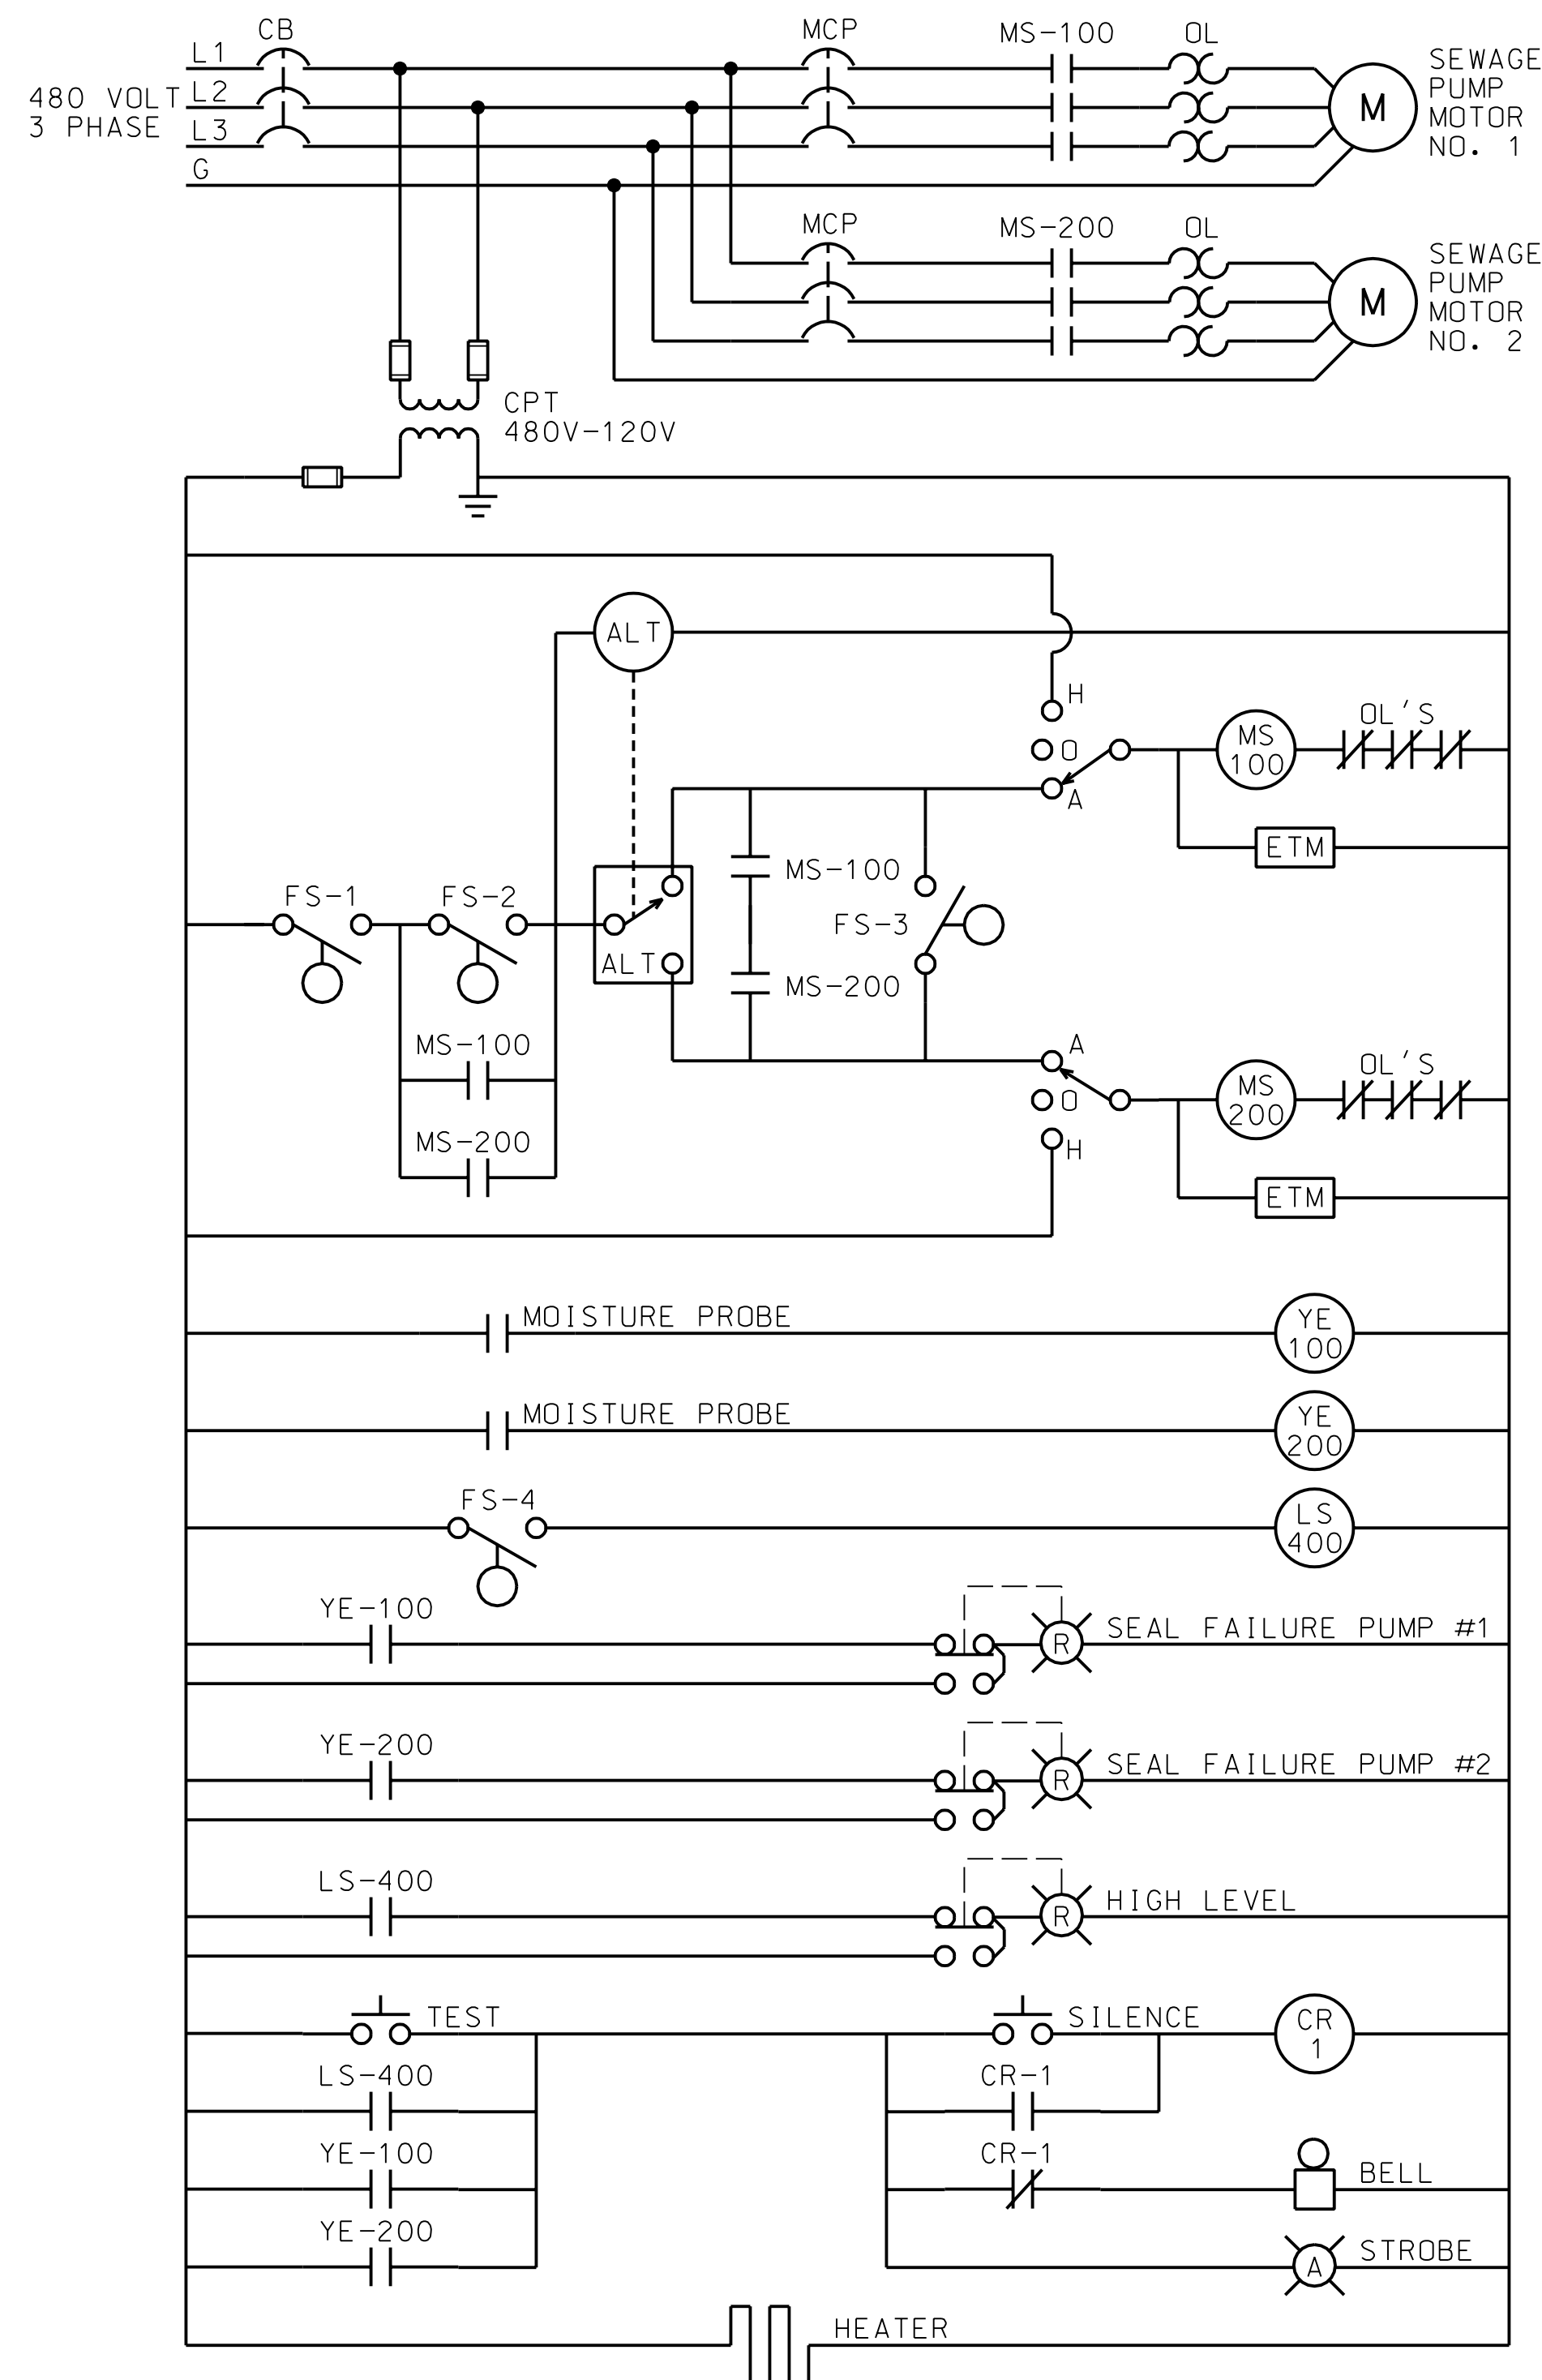 CB
MCP
MS-100
OL
L1
L2
L3
G
480 VOLT
3 PHASE
M
SEWAGE
PUMP
MOTOR
NO. 1
MCP
MS-200
OL
M
SEWAGE
PUMP
MOTOR
NO. 2
CPT
480V-120V
ALT
H
O
A
MS
100
OL'S
ETM
FS-1
FS-2
ALT
MS-100
FS-3
MS-200
MS-100
MS-200
A
O
H
MS
200
OL'S
ETM
MOISTURE PROBE
YE
100
MOISTURE PROBE
YE
200
FS-4
LS
400
YE-100
R
SEAL FAILURE PUMP #1
YE-200
R
SEAL FAILURE PUMP #2
LS-400
R
HIGH LEVEL
TEST
SILENCE
CR
1
LS-400
CR-1
YE-100
CR-1
BELL
YE-200
A
STROBE
HEATER